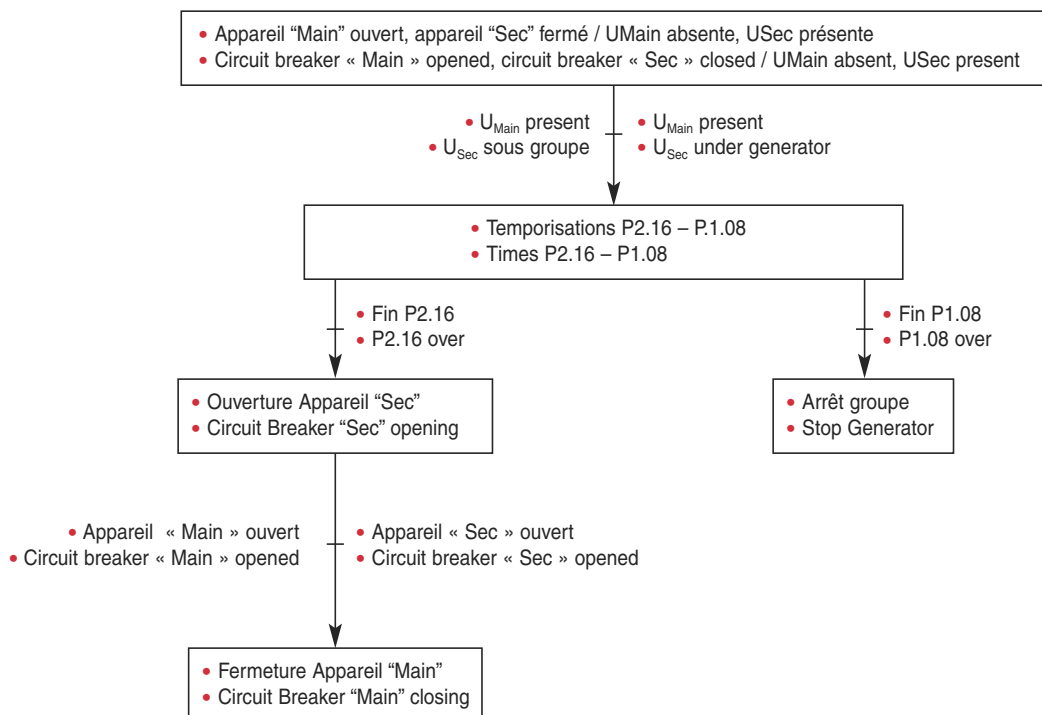 • Appareil “Main” ouvert, appareil “Sec” fermé / UMain absente, USec présente
• Circuit breaker « Main » opened, circuit breaker « Sec » closed / UMain absent, USec present
• UMain present
• USec sous groupe
• UMain present
• USec under generator
• Temporisations P2.16 – P.1.08
• Times P2.16 – P1.08
• Fin P2.16
• P2.16 over
• Fin P1.08
• P1.08 over
• Ouverture Appareil “Sec”
• Circuit Breaker “Sec” opening
• Arrêt groupe
• Stop Generator
• Appareil « Main » ouvert
• Circuit breaker « Main » opened
• Appareil « Sec » ouvert
• Circuit breaker « Sec » opened
• Fermeture Appareil “Main”
• Circuit Breaker “Main” closing